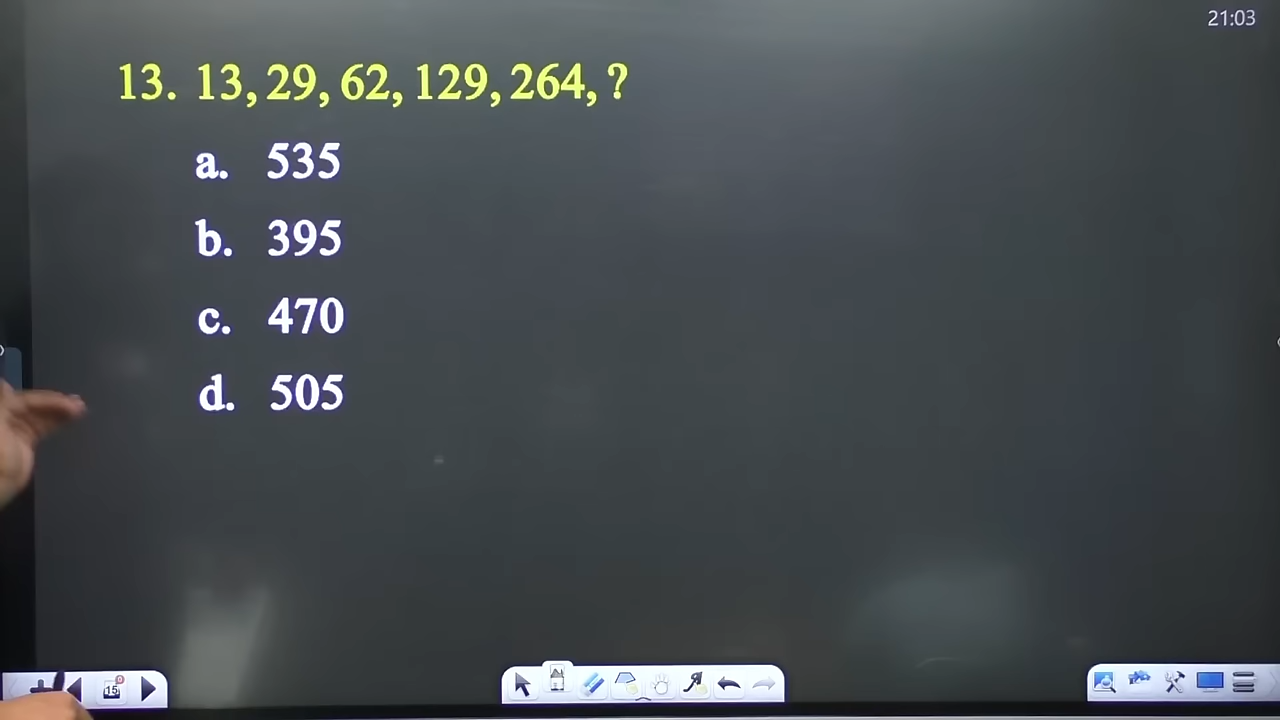 21:03
13. 13, 29, 62, 129, 264, ?
a. 535
b. 395
c. 470
d. 505
15